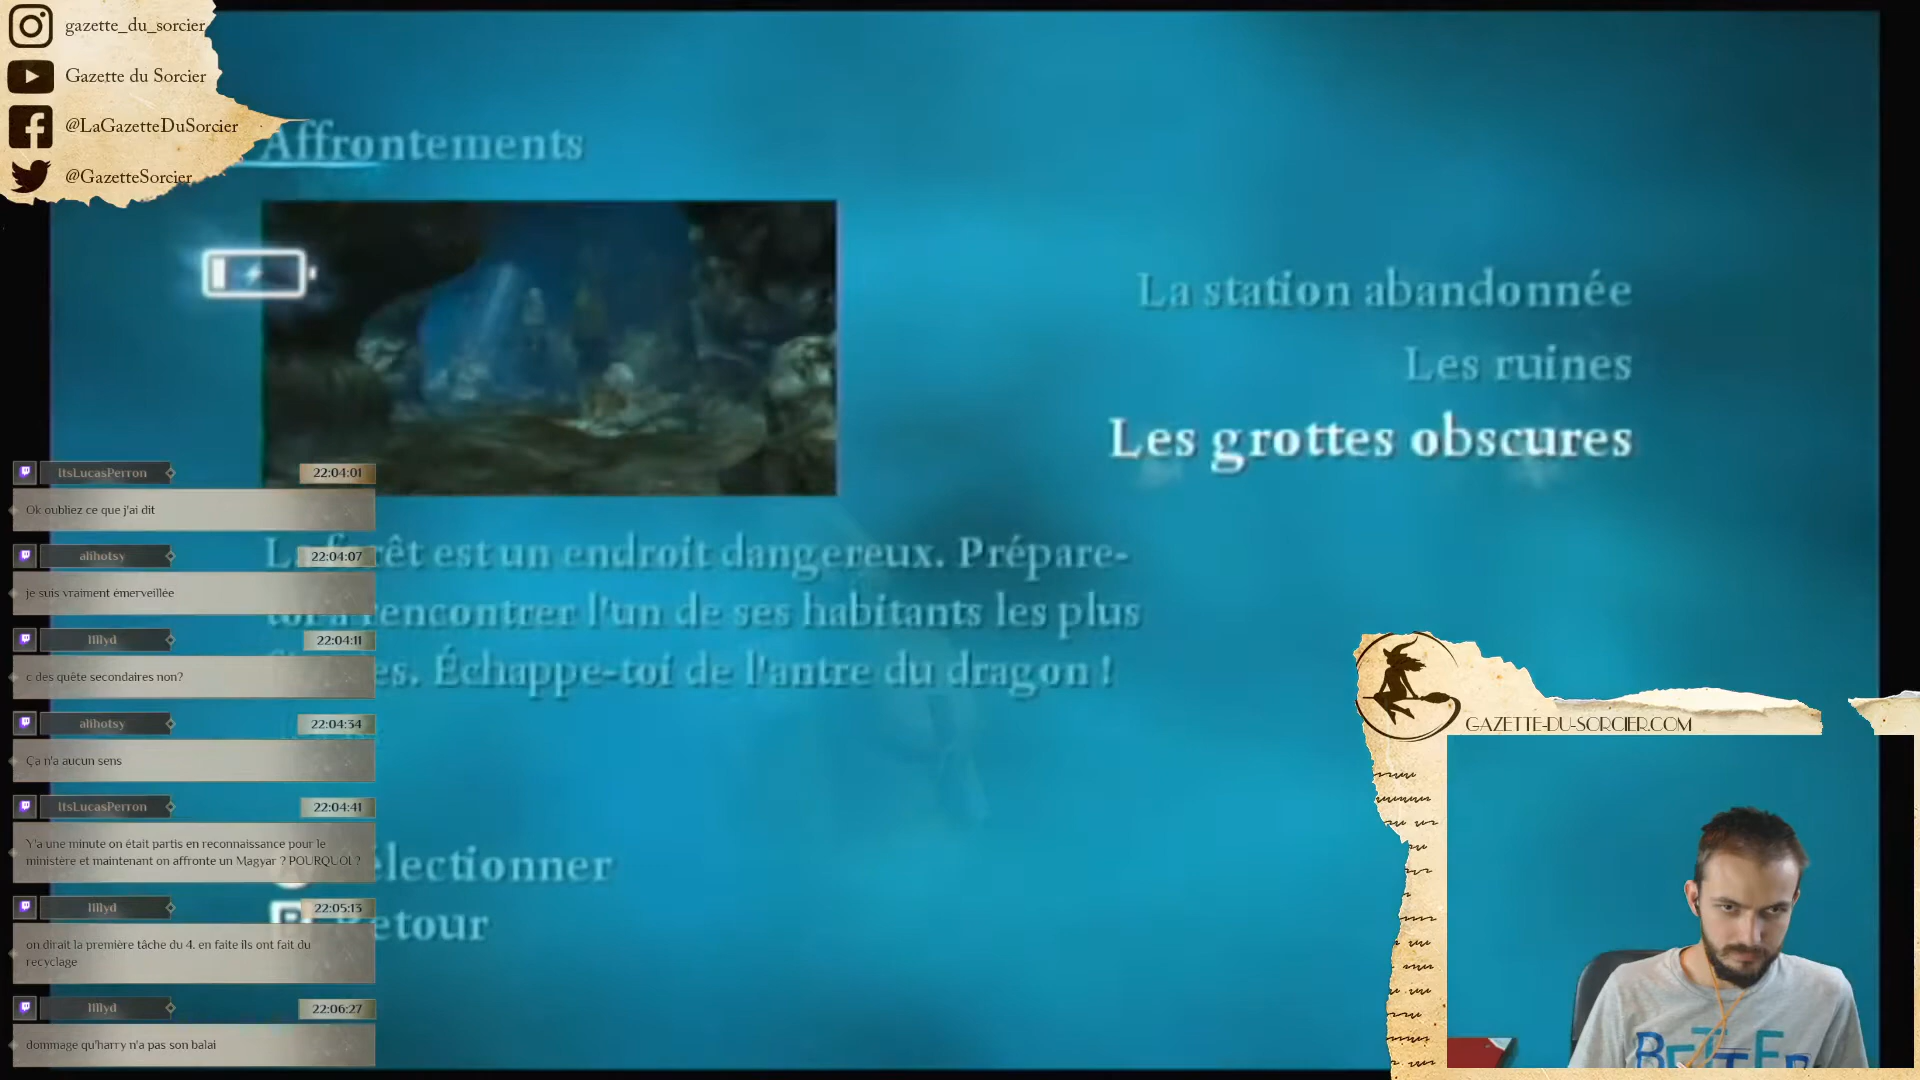 gazette_du_sorcier
Gazette du Sorcier
@LaGazetteDuSorcier
@GazetteSorcier
Affrontements
La station abandonnée
Les ruines
Les grottes obscures
rêt est un endroit dangereux. Prépare-
rencontrer l'un de ses habitants les plus
es. Échappe-toi de l'antre du dragon !
électionner
etour
ItsLucasPerron
22:04:01
Ok oubliez ce que j'ai dit
alihotsy
22:04:07
je suis vraiment émerveillée
lillyd
22:04:11
c des quête secondaires non?
alihotsy
22:04:34
Ça n'a aucun sens
ItsLucasPerron
22:04:41
Y'a une minute on était partis en reconnaissance pour le
ministère et maintenant on affronte un Magyar ? POURQUOI ?
lillyd
22:05:13
on dirait la première tâche du 4. en faite ils ont fait du
recyclage
lillyd
22:06:27
dommage qu'harry n'a pas son balai
GAZETTE-DU-SORCIER.COM
BETTER